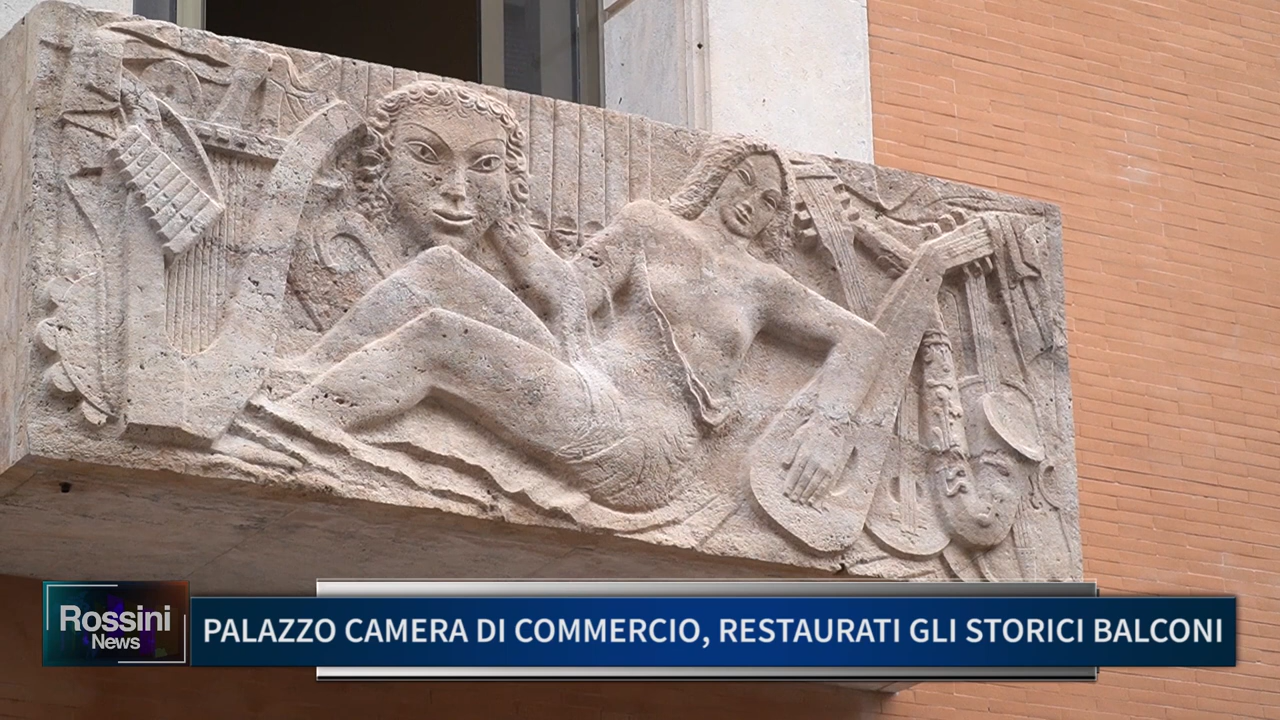 Rossini
News
PALAZZO CAMERA DI COMMERCIO, RESTAURATI GLI STORICI BALCONI